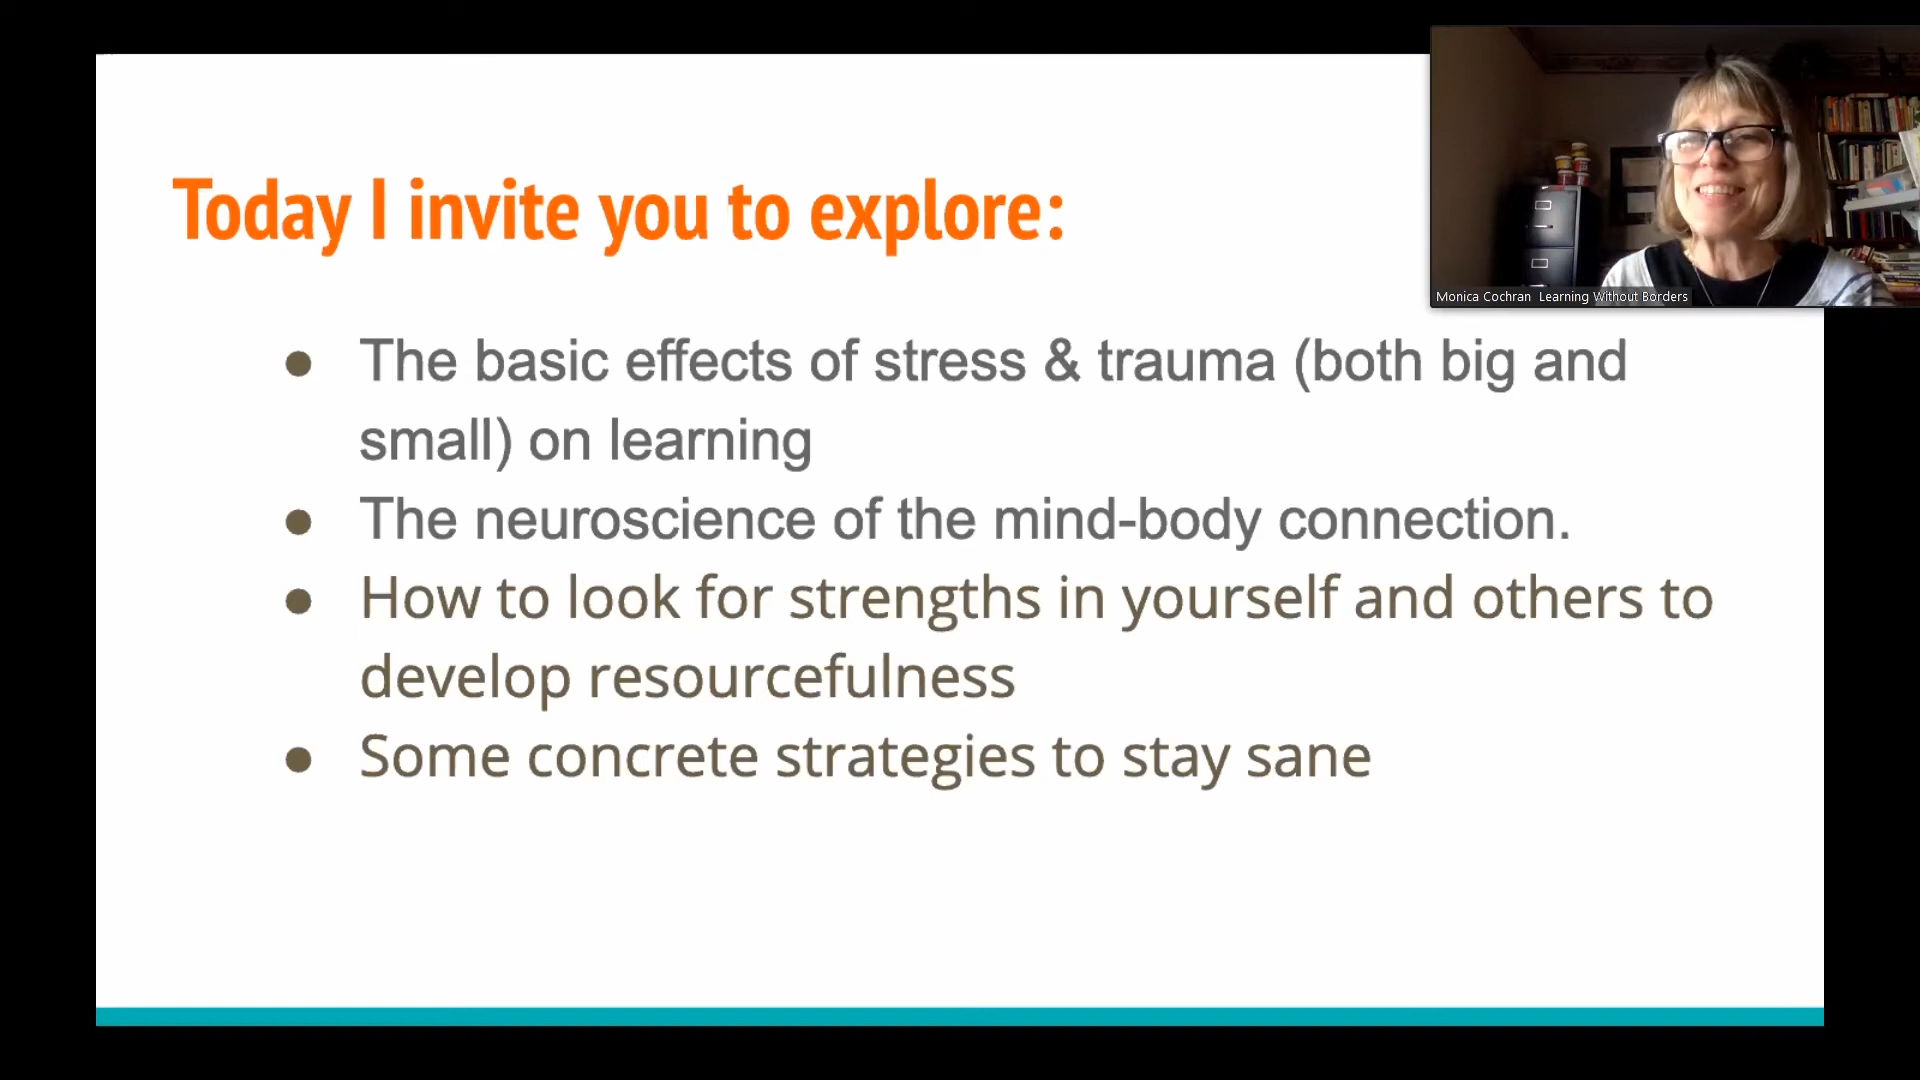 Today I invite you to explore:
Monica Cochran Learning Without Borders
● The basic effects of stress & trauma (both big and
small) on learning
● The neuroscience of the mind-body connection.
● How to look for strengths in yourself and others to
develop resourcefulness
● Some concrete strategies to stay sane